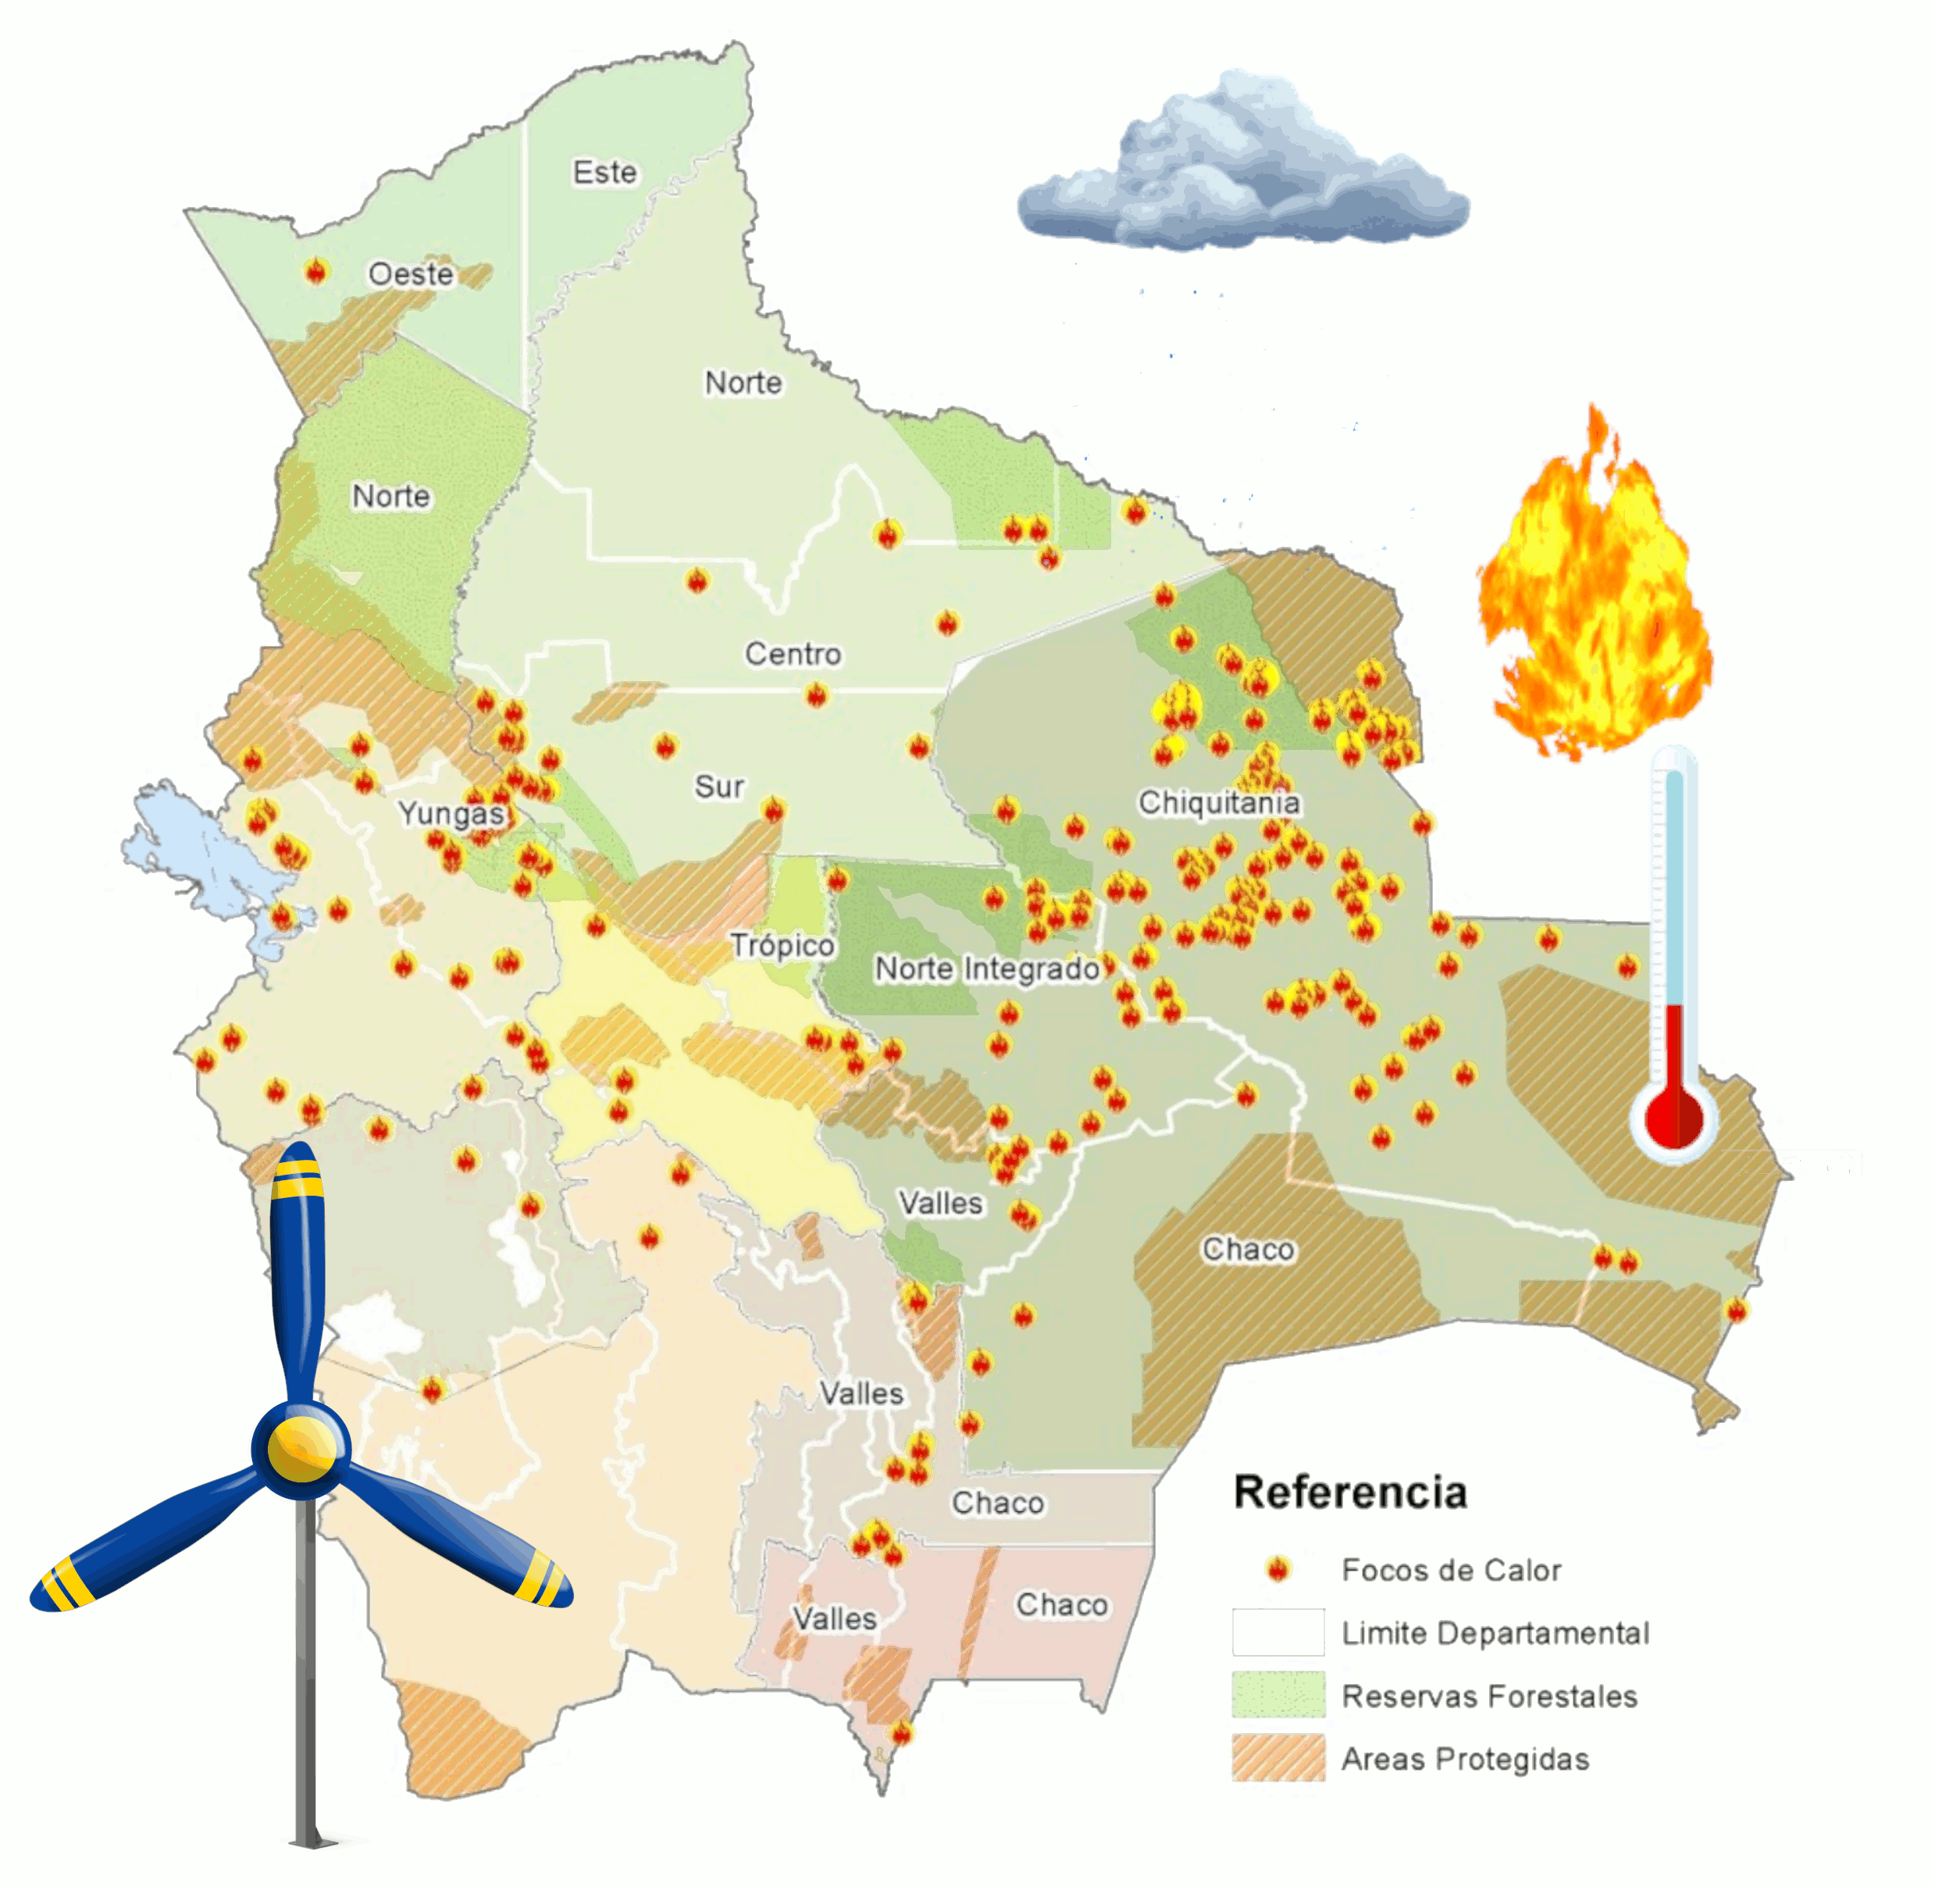 Este
Oeste
Norte
Norte
Centro
Sur
Yungas
Chiquitania
Trópico
Norte Integrado
Valles
Chaco
Valles
Chaco
Valles
Chaco
Referencia
Focos de Calor
Limite Departamental
Reservas Forestales
Areas Protegidas